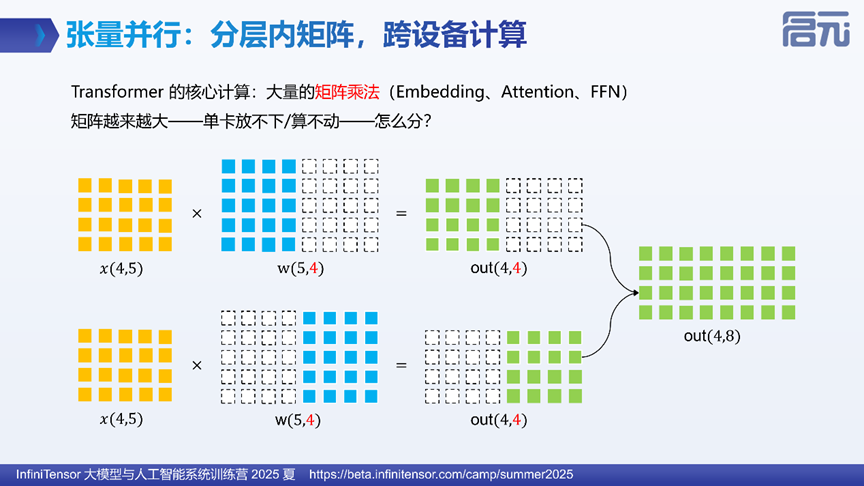 张量并行：分层内矩阵，跨设备计算
启元
Transformer 的核心计算：大量的矩阵乘法（Embedding、Attention、FFN）
矩阵越来越大——单卡放不下/算不动——怎么分？
× =
x(4,5) w(5,4) out(4,4)
out(4,8)
× =
x(4,5) w(5,4) out(4,4)
InfiniTensor 大模型与人工智能系统训练营 2025 夏 https://beta.infinitensor.com/camp/summer2025